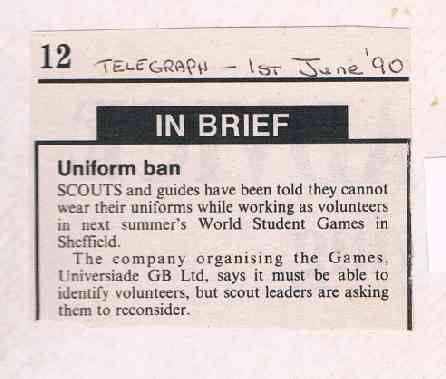 12 TELEGRAPH - 1ST June '90
IN BRIEF
Uniform ban
SCOUTS and guides have been told they cannot
wear their uniforms while working as volunteers
in next summer's World Student Games in
Sheffield.
The company organising the Games,
Universiade GB Ltd, says it must be able to
identify volunteers, but scout leaders are asking
them to reconsider.